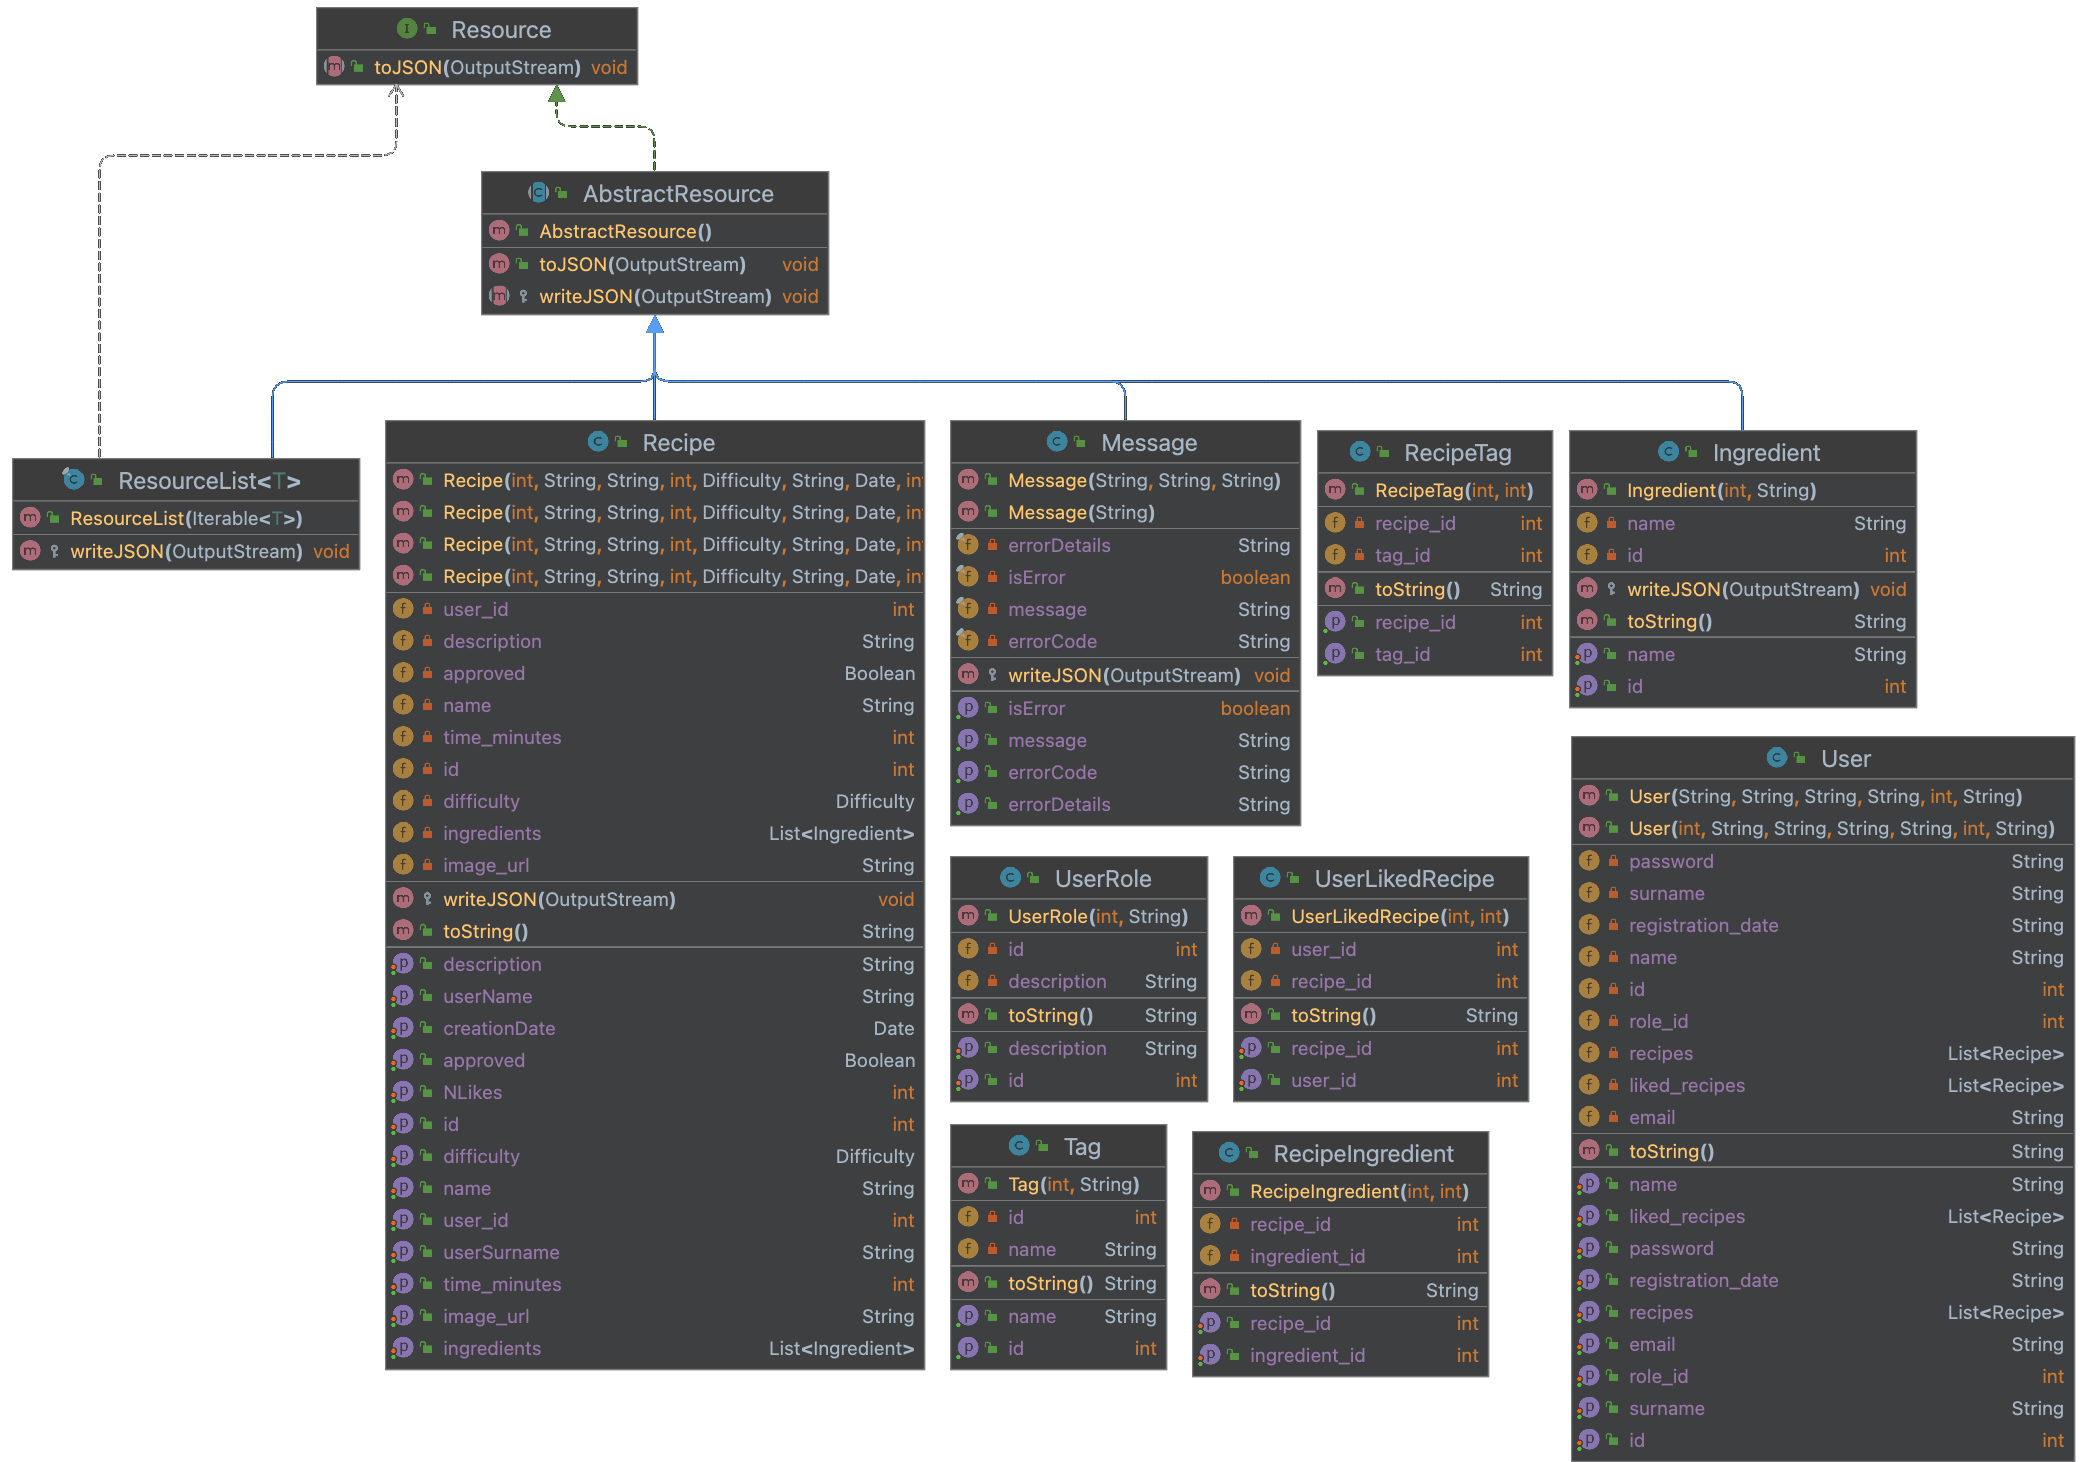 Resource
toJSON(OutputStream) void
AbstractResource
AbstractResource()
toJSON(OutputStream) void
writeJSON(OutputStream) void
ResourceList<T>
ResourceList(Iterable<T>)
writeJSON(OutputStream) void
Recipe
Recipe(int, String, String, int, Difficulty, String, Date, in
Recipe(int, String, String, int, Difficulty, String, Date, in
Recipe(int, String, String, int, Difficulty, String, Date, in
Recipe(int, String, String, int, Difficulty, String, Date, in
user_id int
description String
approved Boolean
name String
time_minutes int
id int
difficulty Difficulty
ingredients List<Ingredient>
image_url String
writeJSON(OutputStream) void
toString() String
description String
userName String
creationDate Date
approved Boolean
NLikes int
id int
difficulty Difficulty
name String
user_id int
userSurname String
time_minutes int
image_url String
ingredients List<Ingredient>
Message
Message(String, String, String)
Message(String)
errorDetails String
isError boolean
message String
errorCode String
writeJSON(OutputStream) void
isError boolean
message String
errorCode String
errorDetails String
RecipeTag
RecipeTag(int, int)
recipe_id int
tag_id int
toString() String
recipe_id int
tag_id int
Ingredient
Ingredient(int, String)
name String
id int
writeJSON(OutputStream) void
toString() String
name String
id int
UserRole
UserRole(int, String)
id int
description String
toString() String
description String
id int
UserLikedRecipe
UserLikedRecipe(int, int)
user_id int
recipe_id int
toString() String
recipe_id int
user_id int
Tag
Tag(int, String)
id int
name String
toString() String
name String
id int
RecipeIngredient
RecipeIngredient(int, int)
recipe_id int
ingredient_id int
toString() String
recipe_id int
ingredient_id int
User
User(String, String, String, String, int, String)
User(int, String, String, String, String, int, String)
password String
surname String
registration_date String
name String
id int
role_id int
recipes List<Recipe>
liked_recipes List<Recipe>
email String
toString() String
name String
liked_recipes List<Recipe>
password String
registration_date String
recipes List<Recipe>
email String
role_id int
surname String
id int